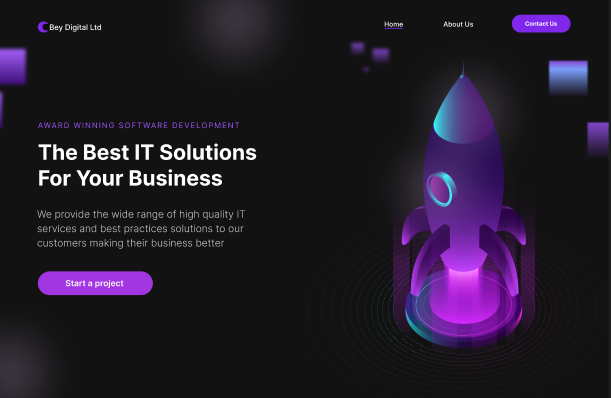 Bey Digital Ltd
Home
About Us
Contact Us
AWARD WINNING SOFTWARE DEVELOPMENT
The Best IT Solutions
For Your Business
We provide the wide range of high quality IT
services and best practices solutions to our
customers making their business better
Start a project